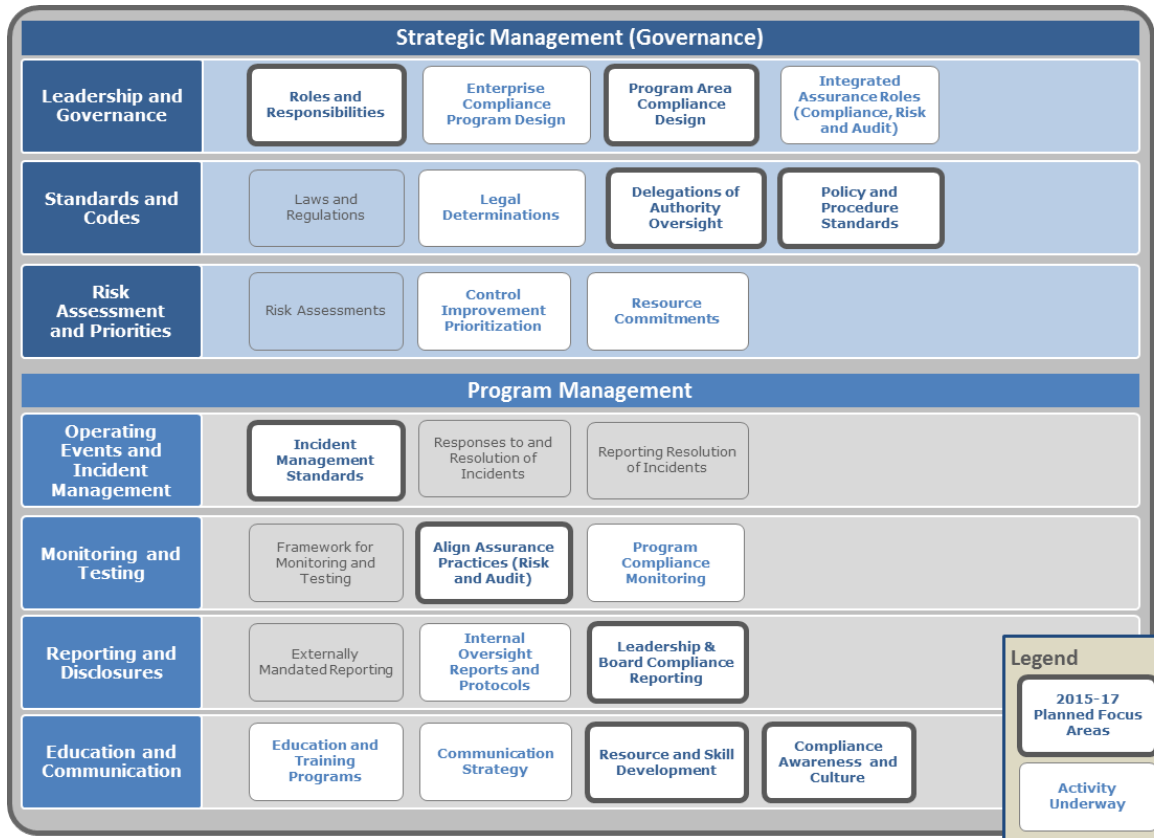 Strategic Management (Governance)
Leadership and
Governance
Roles and
Responsibilities
Enterprise
Compliance
Program Design
Program Area
Compliance
Design
Integrated
Assurance Roles
(Compliance, Risk
and Audit)
Standards and
Codes
Laws and
Regulations
Legal
Determinations
Delegations of
Authority
Oversight
Policy and
Procedure
Standards
Risk
Assessment
and Priorities
Risk Assessments
Control
Improvement
Prioritization
Resource
Commitments
Program Management
Operating
Events and
Incident
Management
Incident
Management
Standards
Responses to and
Resolution of
Incidents
Reporting Resolution
of Incidents
Monitoring and
Testing
Framework for
Monitoring and
Testing
Align Assurance
Practices (Risk
and Audit)
Program
Compliance
Monitoring
Reporting and
Disclosures
Externally
Mandated Reporting
Internal
Oversight
Reports and
Protocols
Leadership &
Board Compliance
Reporting
Education and
Communication
Education and
Training
Programs
Communication
Strategy
Resource and Skill
Development
Compliance
Awareness and
Culture
Legend
2015-17
Planned Focus
Areas
Activity
Underway